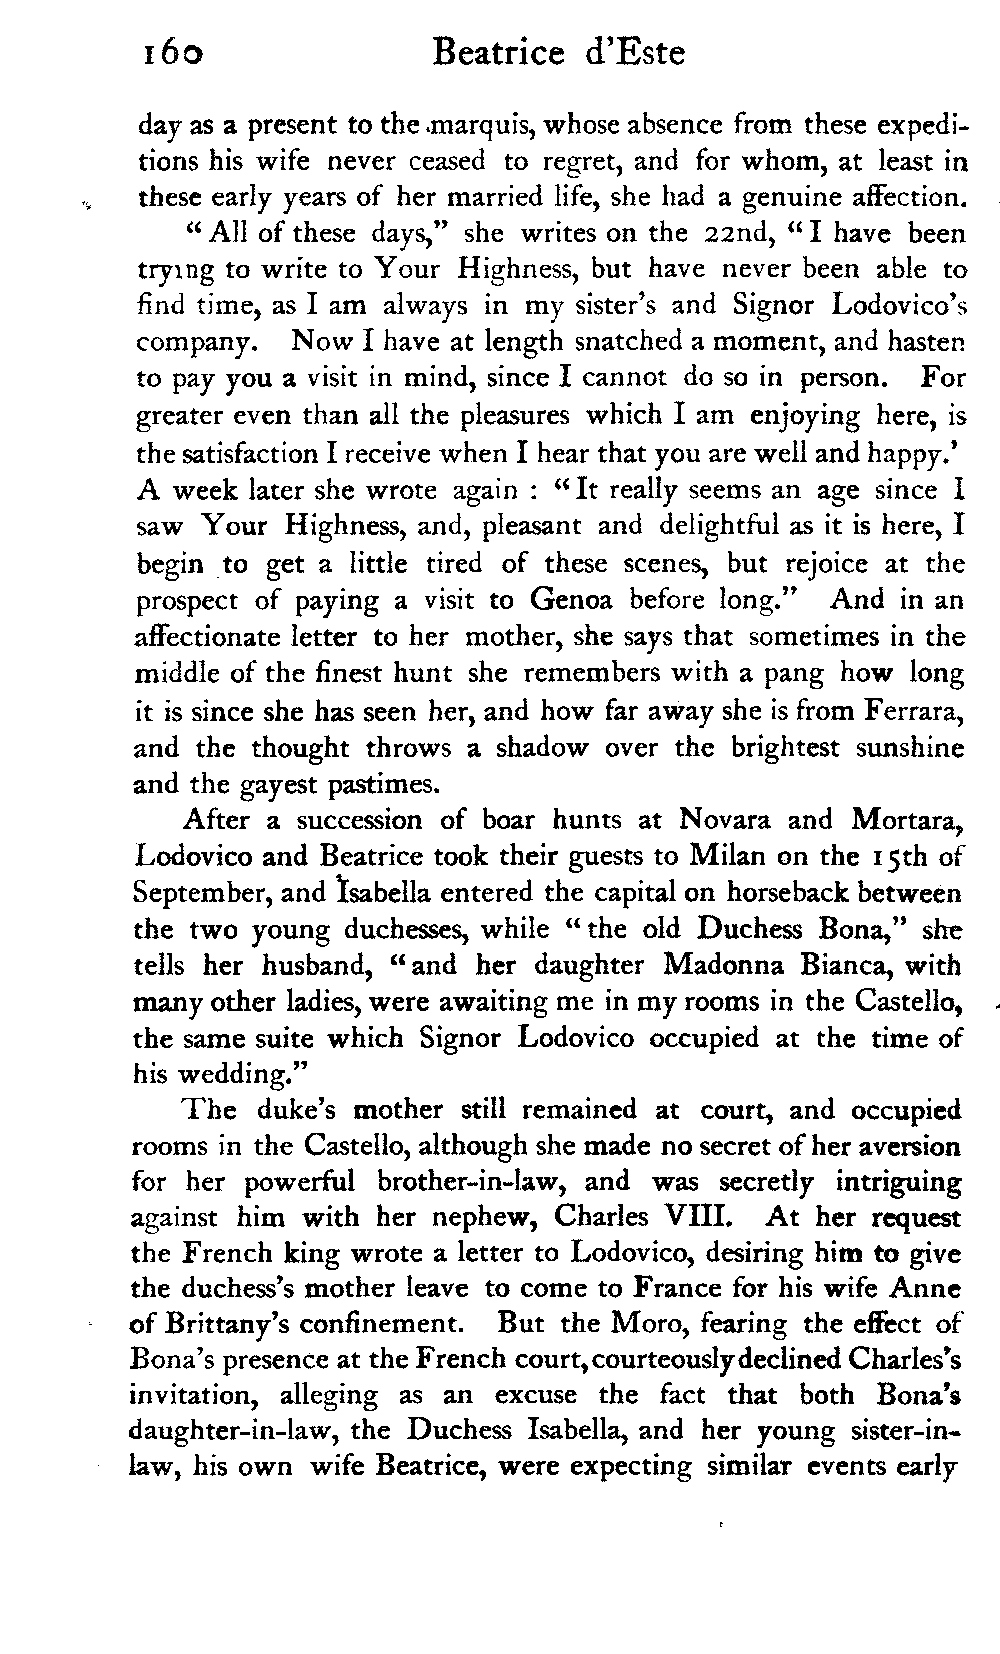 160 Beatrice d'Este
day as a present to the marquis, whose absence from these expedi-
tions his wife never ceased to regret, and for whom, at least in
these early years of her married life, she had a genuine affection.
“All of these days,” she writes on the 22nd, “I have been
trying to write to Your Highness, but have never been able to
find time, as I am always in my sister's and Signor Lodovico's
company. Now I have at length snatched a moment, and hasten
to pay you a visit in mind, since I cannot do so in person. For
greater even than all the pleasures which I am enjoying here, is
the satisfaction I receive when I hear that you are well and happy.'
A week later she wrote again : “It really seems an age since I
saw Your Highness, and, pleasant and delightful as it is here, I
begin to get a little tired of these scenes, but rejoice at the
prospect of paying a visit to Genoa before long.” And in an
affectionate letter to her mother, she says that sometimes in the
middle of the finest hunt she remembers with a pang how long
it is since she has seen her, and how far away she is from Ferrara,
and the thought throws a shadow over the brightest sunshine
and the gayest pastimes.
After a succession of boar hunts at Novara and Mortara,
Lodovico and Beatrice took their guests to Milan on the 15th of
September, and Isabella entered the capital on horseback between
the two young duchesses, while “the old Duchess Bona,” she
tells her husband, “and her daughter Madonna Bianca, with
many other ladies, were awaiting me in my rooms in the Castello,
the same suite which Signor Lodovico occupied at the time of
his wedding.”
The duke's mother still remained at court, and occupied
rooms in the Castello, although she made no secret of her aversion
for her powerful brother-in-law, and was secretly intriguing
against him with her nephew, Charles VIII. At her request
the French king wrote a letter to Lodovico, desiring him to give
the duchess's mother leave to come to France for his wife Anne
of Brittany's confinement. But the Moro, fearing the effect of
Bona's presence at the French court, courteously declined Charles's
invitation, alleging as an excuse the fact that both Bona's
daughter-in-law, the Duchess Isabella, and her young sister-in-
law, his own wife Beatrice, were expecting similar events early